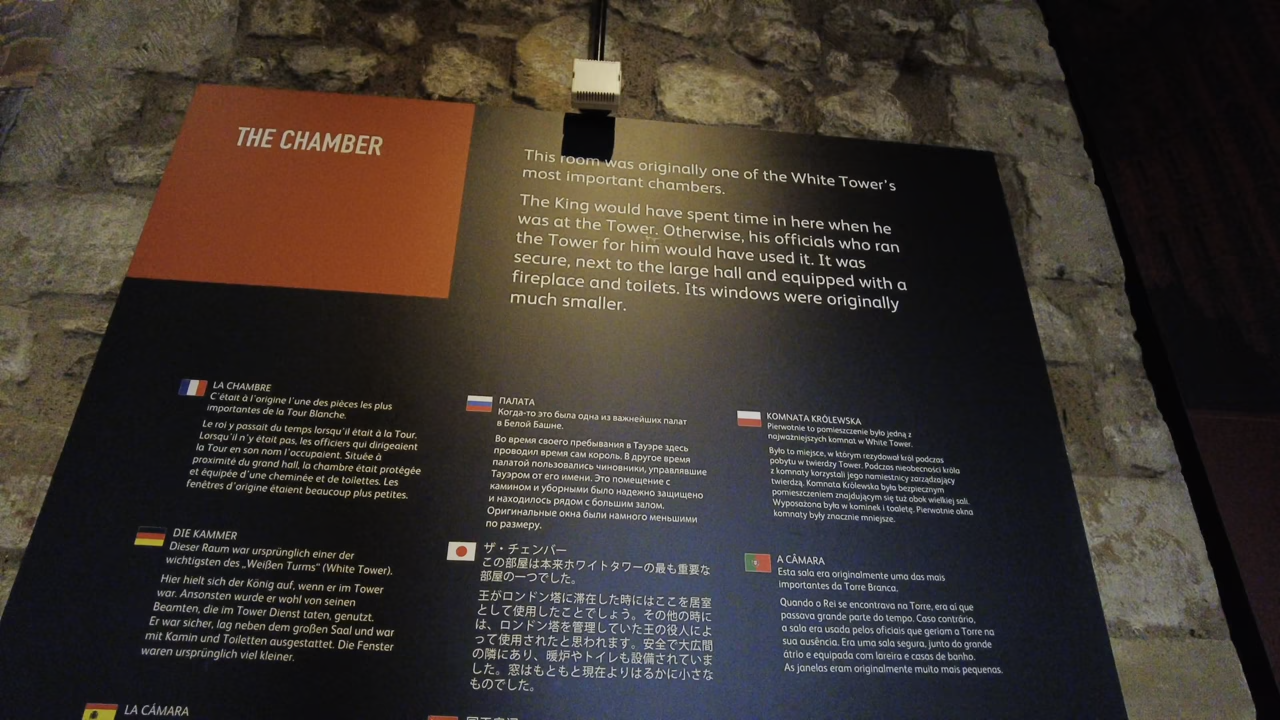 THE CHAMBER
This room was originally one of the White Tower's
most important chambers.
The King would have spent time in here when he
was at the Tower. Otherwise, his officials who ran
the Tower for him would have used it. It was
secure, next to the large hall and equipped with a
fireplace and toilets. Its windows were originally
much smaller.
LA CHAMBRE
C'était à l'origine l'une des pièces les plus
importantes de la Tour Blanche.
Le roi y passait du temps lorsqu'il était à la Tour.
Lorsqu'il n'y était pas, les officiers qui dirigeaient
la Tour en son nom l'occupaient. Située à
proximité du grand hall, la chambre était protégée
et équipée d'une cheminée et de toilettes. Les
fenêtres d'origine étaient beaucoup plus petites.
ПАЛАТА
Когда-то это была одна из важнейших палат
в Белой Башне.
Во время своего пребывания в Тауэре здесь
проводил время сам король. В другое время
палатой пользовались чиновники, управлявшие
Тауэром от его имени. Это помещение с
камином и уборными было надежно защищено
и находилось рядом с большим залом.
Оригинальные окна были намного меньшими
по размеру.
KOMNATA KRÓLEWSKA
Pierwotnie to pomieszczenie było jedną z
najważniejszych komnat w White Tower.
Było to miejsce, w którym rezydował król podczas
pobytu w twierdzy Tower. Podczas nieobecności króla
z komnaty korzystali jego namiestnicy zarządzający
twierdzą. Komnata Królewska była bezpiecznym
pomieszczeniem znajdującym się tuż obok wielkiej sali.
Wyposażona była w kominek i toaletę. Pierwotnie okna
komnaty były znacznie mniejsze.
DIE KAMMER
Dieser Raum war ursprünglich einer der
wichtigsten des „Weißen Turms" (White Tower).
Hier hielt sich der König auf, wenn er im Tower
war. Ansonsten wurde er wohl von seinen
Beamten, die im Tower Dienst taten, genutzt.
Er war sicher, lag neben dem großen Saal und war
mit Kamin und Toiletten ausgestattet. Die Fenster
waren ursprünglich viel kleiner.
ザ・チェンバー
この部屋は本来ホワイトタワーの最も重要な
部屋の一つでした。
王がロンドン塔に滞在した時にはここを居室
として使用したことでしょう。その他の時に
は、ロンドン塔を管理していた王の役人によ
って使用されたと思われます。安全で大広間
の隣にあり、暖炉やトイレも設備されていま
した。窓はもともと現在よりはるかに小さな
ものでした。
A CÂMARA
Esta sala era originalmente uma das mais
importantes da Torre Branca.
Quando o Rei se encontrava na Torre, era aí que
passava grande parte do tempo. Caso contrário,
a sala era usada pelos oficiais que geriam a Torre na
sua ausência. Era uma sala segura, junto do grande
átrio e equipada com lareira e casas de banho.
As janelas eram originalmente muito mais pequenas.
LA CÁMARA